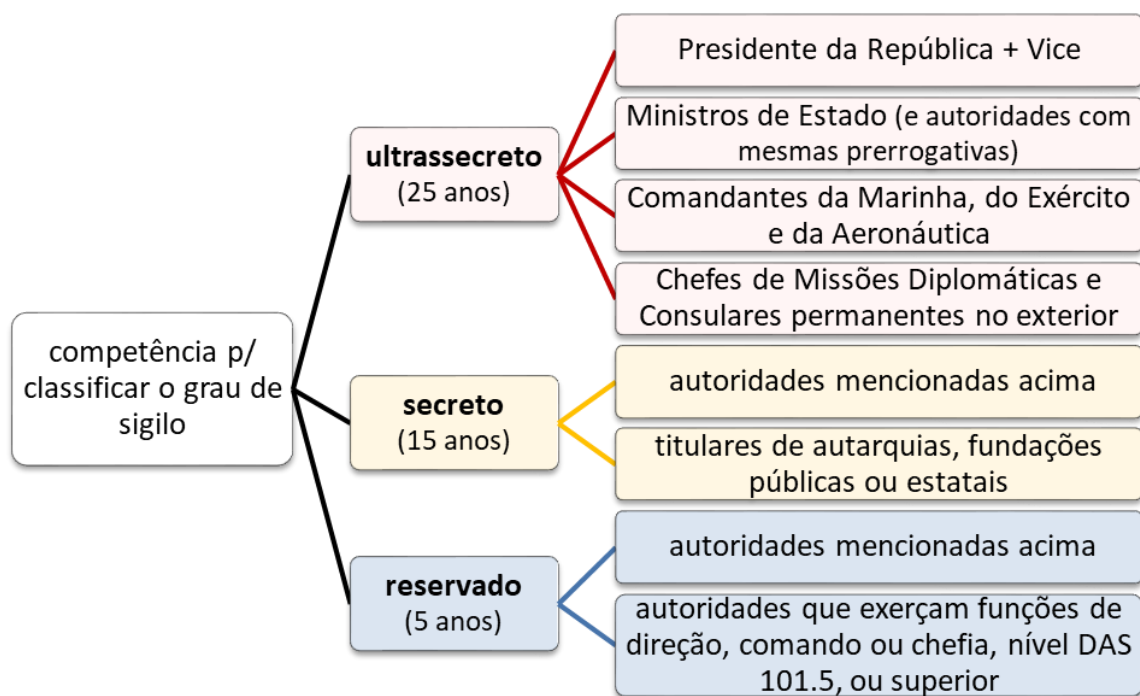 competência p/
classificar o grau de
sigilo
ultrassecreto
(25 anos)
Presidente da República + Vice
Ministros de Estado (e autoridades com
mesmas prerrogativas)
Comandantes da Marinha, do Exército
e da Aeronáutica
Chefes de Missões Diplomáticas e
Consulares permanentes no exterior
secreto
(15 anos)
autoridades mencionadas acima
titulares de autarquias, fundações
públicas ou estatais
reservado
(5 anos)
autoridades mencionadas acima
autoridades que exerçam funções de
direção, comando ou chefia, nível DAS
101.5, ou superior